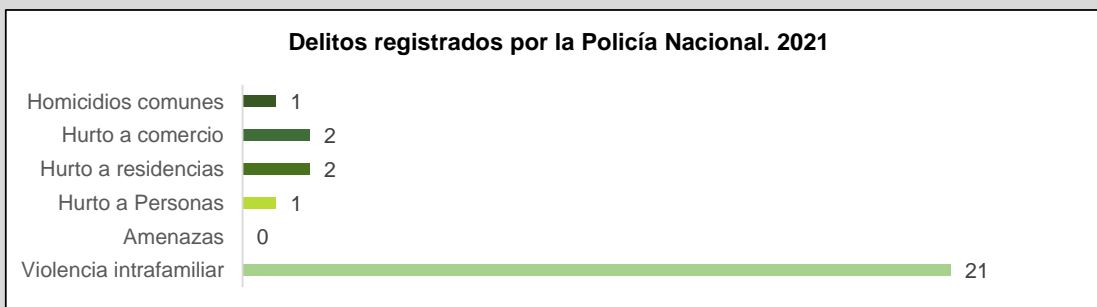 Delitos registrados por la Policía Nacional. 2021
Homicidios comunes 1
Hurto a comercio 2
Hurto a residencias 2
Hurto a Personas 1
Amenazas 0
Violencia intrafamiliar 21